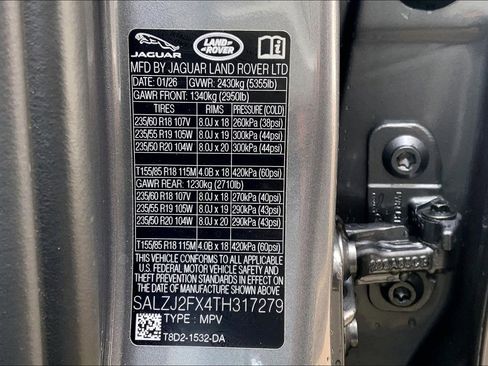 JAGUAR LAND ROVER
MFD BY JAGUAR LAND ROVER LTD
DATE: 01/26 GVWR: 2430kg (5355lb)
GAWR FRONT: 1340kg (2950lb)
TIRES RIMS PRESSURE (COLD)
235/60 R18 107V 8.0J x 18 260kPa (38psi)
235/55 R19 105W 8.0J x 19 300kPa (44psi)
235/50 R20 104W 8.0J x 20 300kPa (44psi)
T155/85 R18 115M 4.0B x 18 420kPa (60psi)
GAWR REAR: 1230kg (2710lb)
235/60 R18 107V 8.0J x 18 270kPa (40psi)
235/55 R19 105W 8.0J x 19 290kPa (43psi)
235/50 R20 104W 8.0J x 20 290kPa (43psi)
T155/85 R18 115M 4.0B x 18 420kPa (60psi)
THIS VEHICLE CONFORMS TO ALL APPLICABLE
U.S. FEDERAL MOTOR VEHICLE SAFETY, BUMPER
AND THEFT PREVENTION STANDARDS IN EFFECT
ON THE DATE OF MANUFACTURE SHOWN ABOVE.
SALZJ2FX4TH317279
TYPE : MPV
T8D2-1532-DA